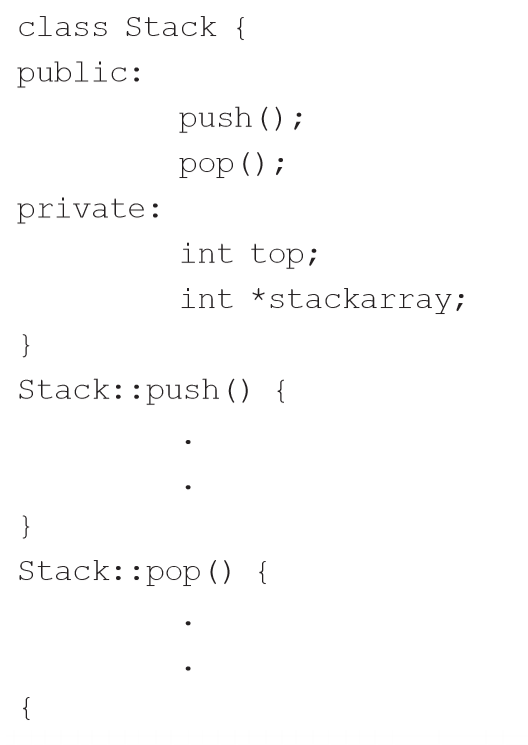 class Stack {
public:
push();
pop();
private:
int top;
int *stackarray;
}
Stack::push() {
.
.
}
Stack::pop() {
.
.
{